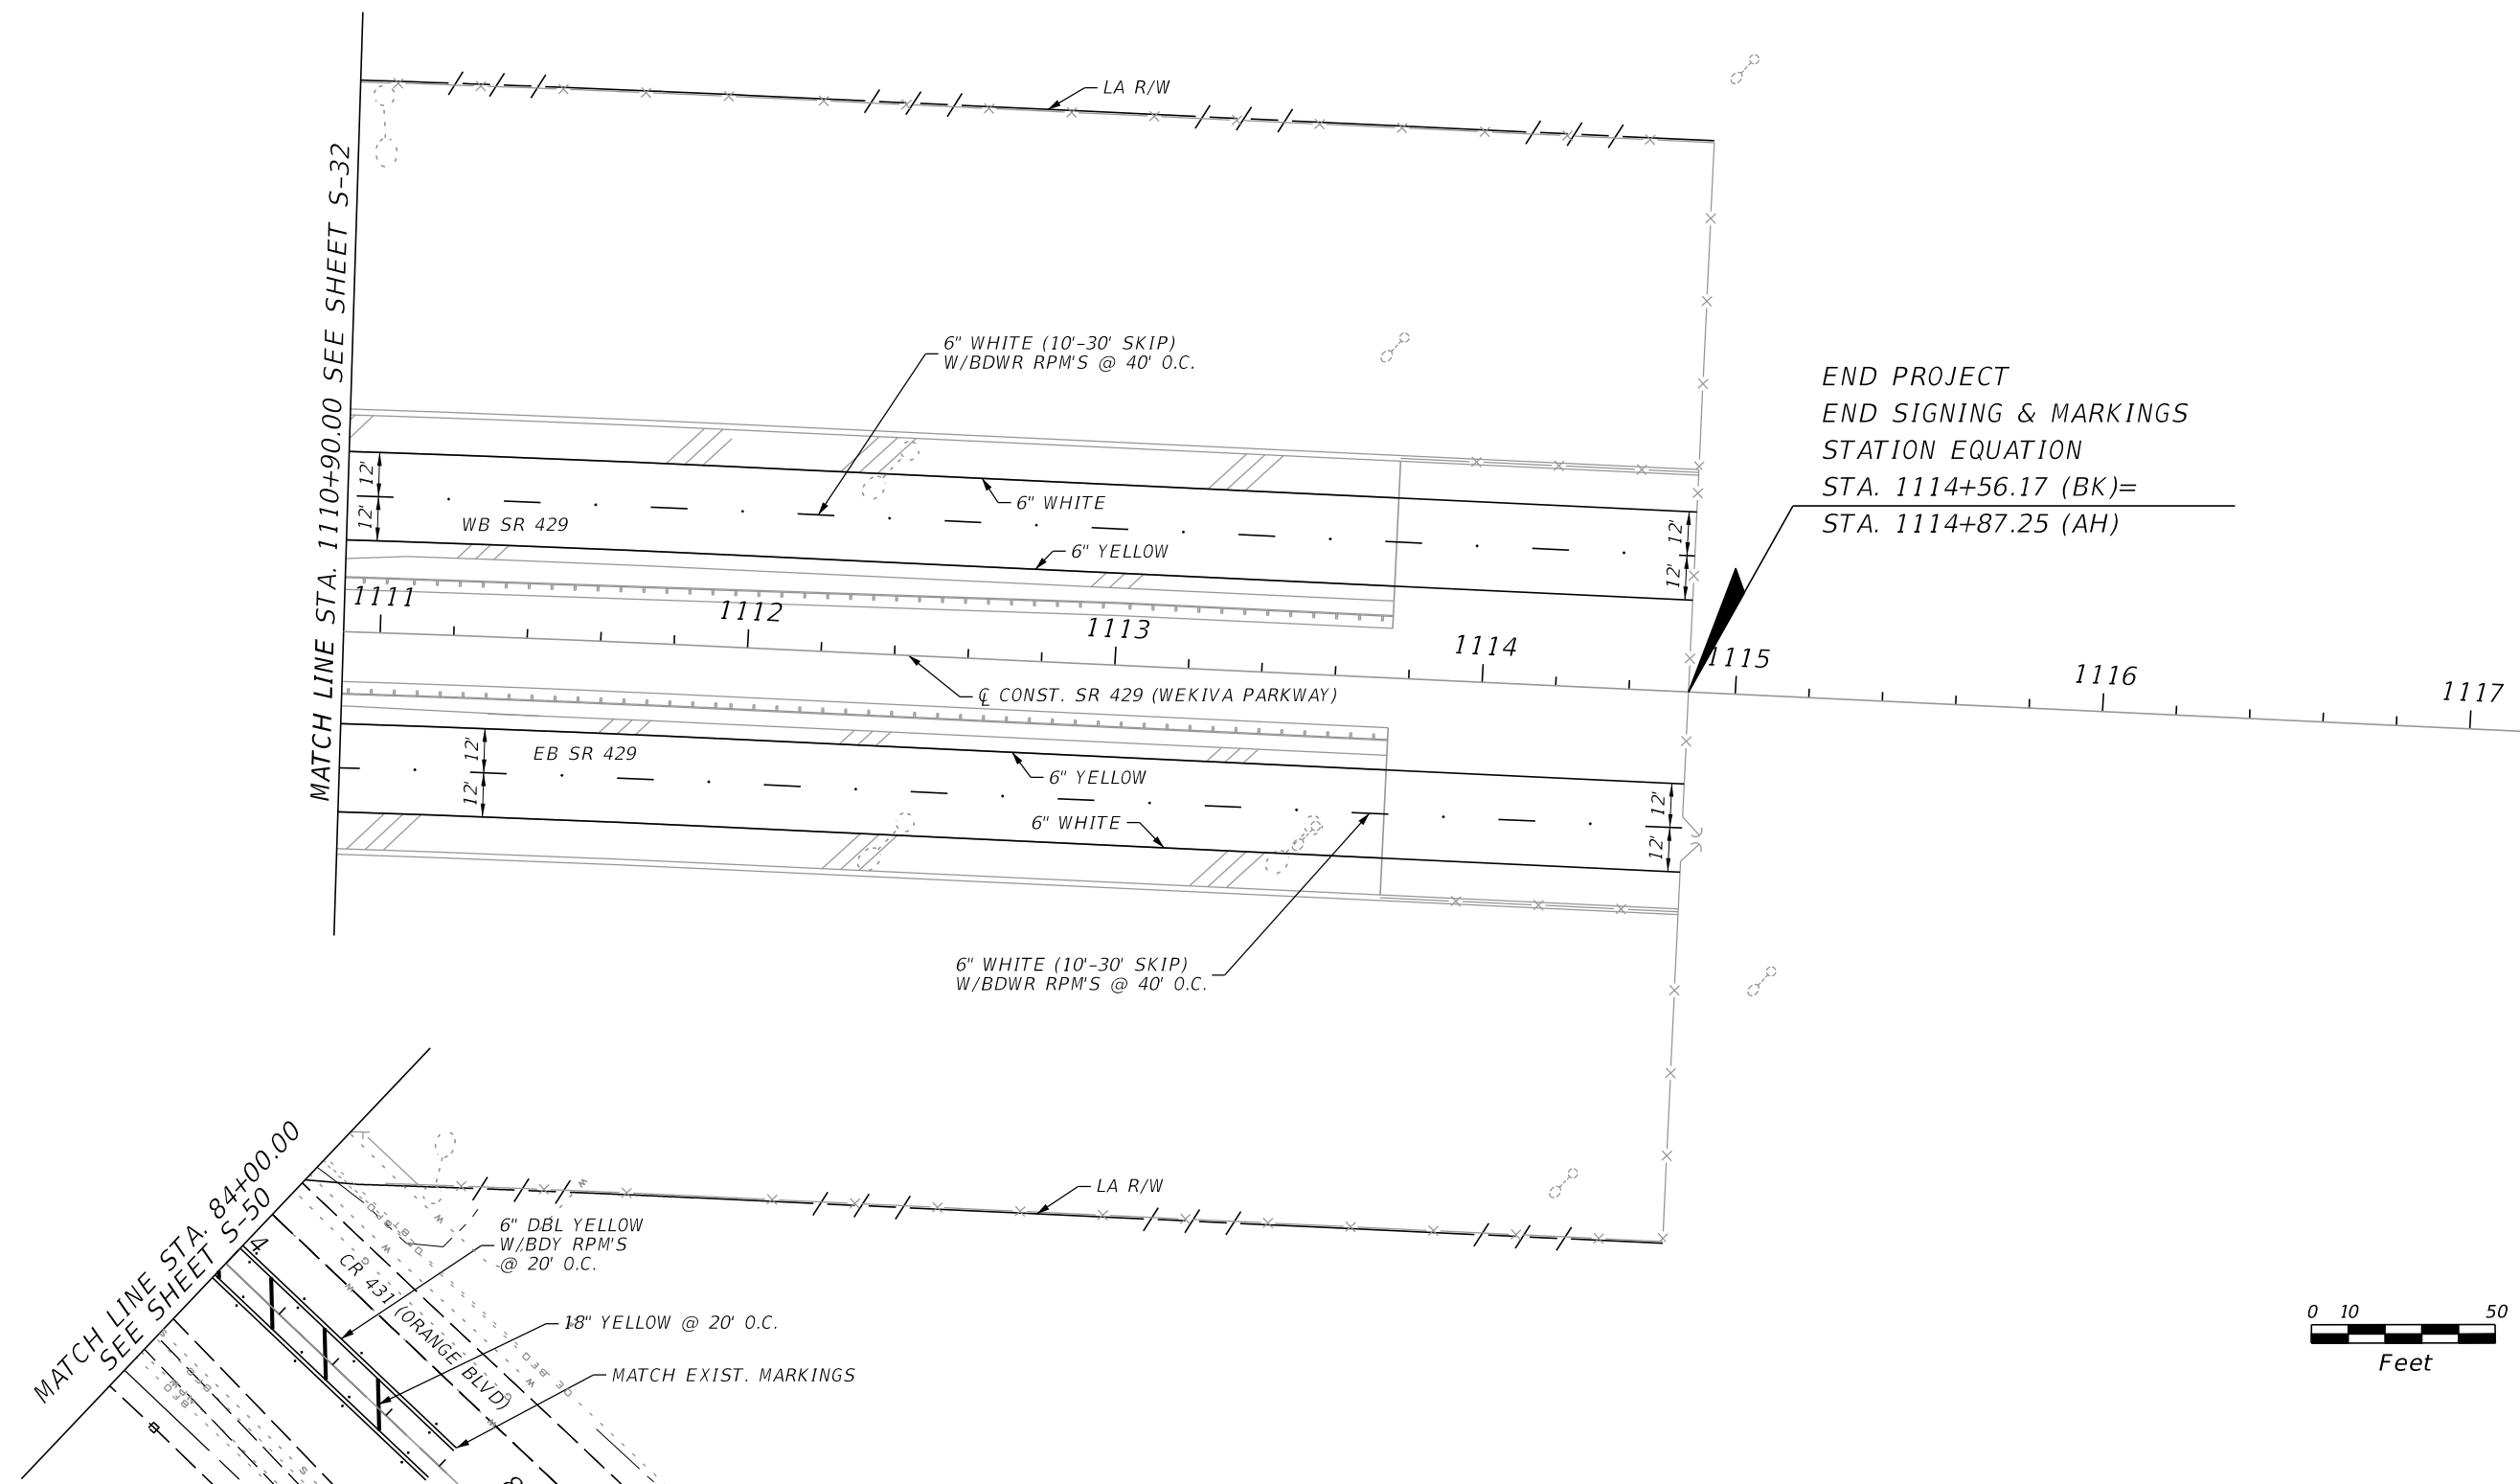 LA R/W
MATCH LINE STA. 1110+90.00 SEE SHEET S-32
6" WHITE (10'-30' SKIP)
W/BDWR RPM'S @ 40' O.C.
END PROJECT
END SIGNING & MARKINGS
STATION EQUATION
STA. 1114+56.17 (BK)=
STA. 1114+87.25 (AH)
12'
12'
6" WHITE
WB SR 429
6" YELLOW
12'
12'
1111
1112
1113
1114
1115
1116
1117
℄ CONST. SR 429 (WEKIVA PARKWAY)
12'
12'
EB SR 429
6" YELLOW
6" WHITE
12'
12'
6" WHITE (10'-30' SKIP)
W/BDWR RPM'S @ 40' O.C.
LA R/W
MATCH LINE STA. 84+00.00
SEE SHEET S-50
6" DBL YELLOW
W/BDY RPM'S
@ 20' O.C.
CR 431 (ORANGE BLVD)
18" YELLOW @ 20' O.C.
MATCH EXIST. MARKINGS
0 10 50
Feet